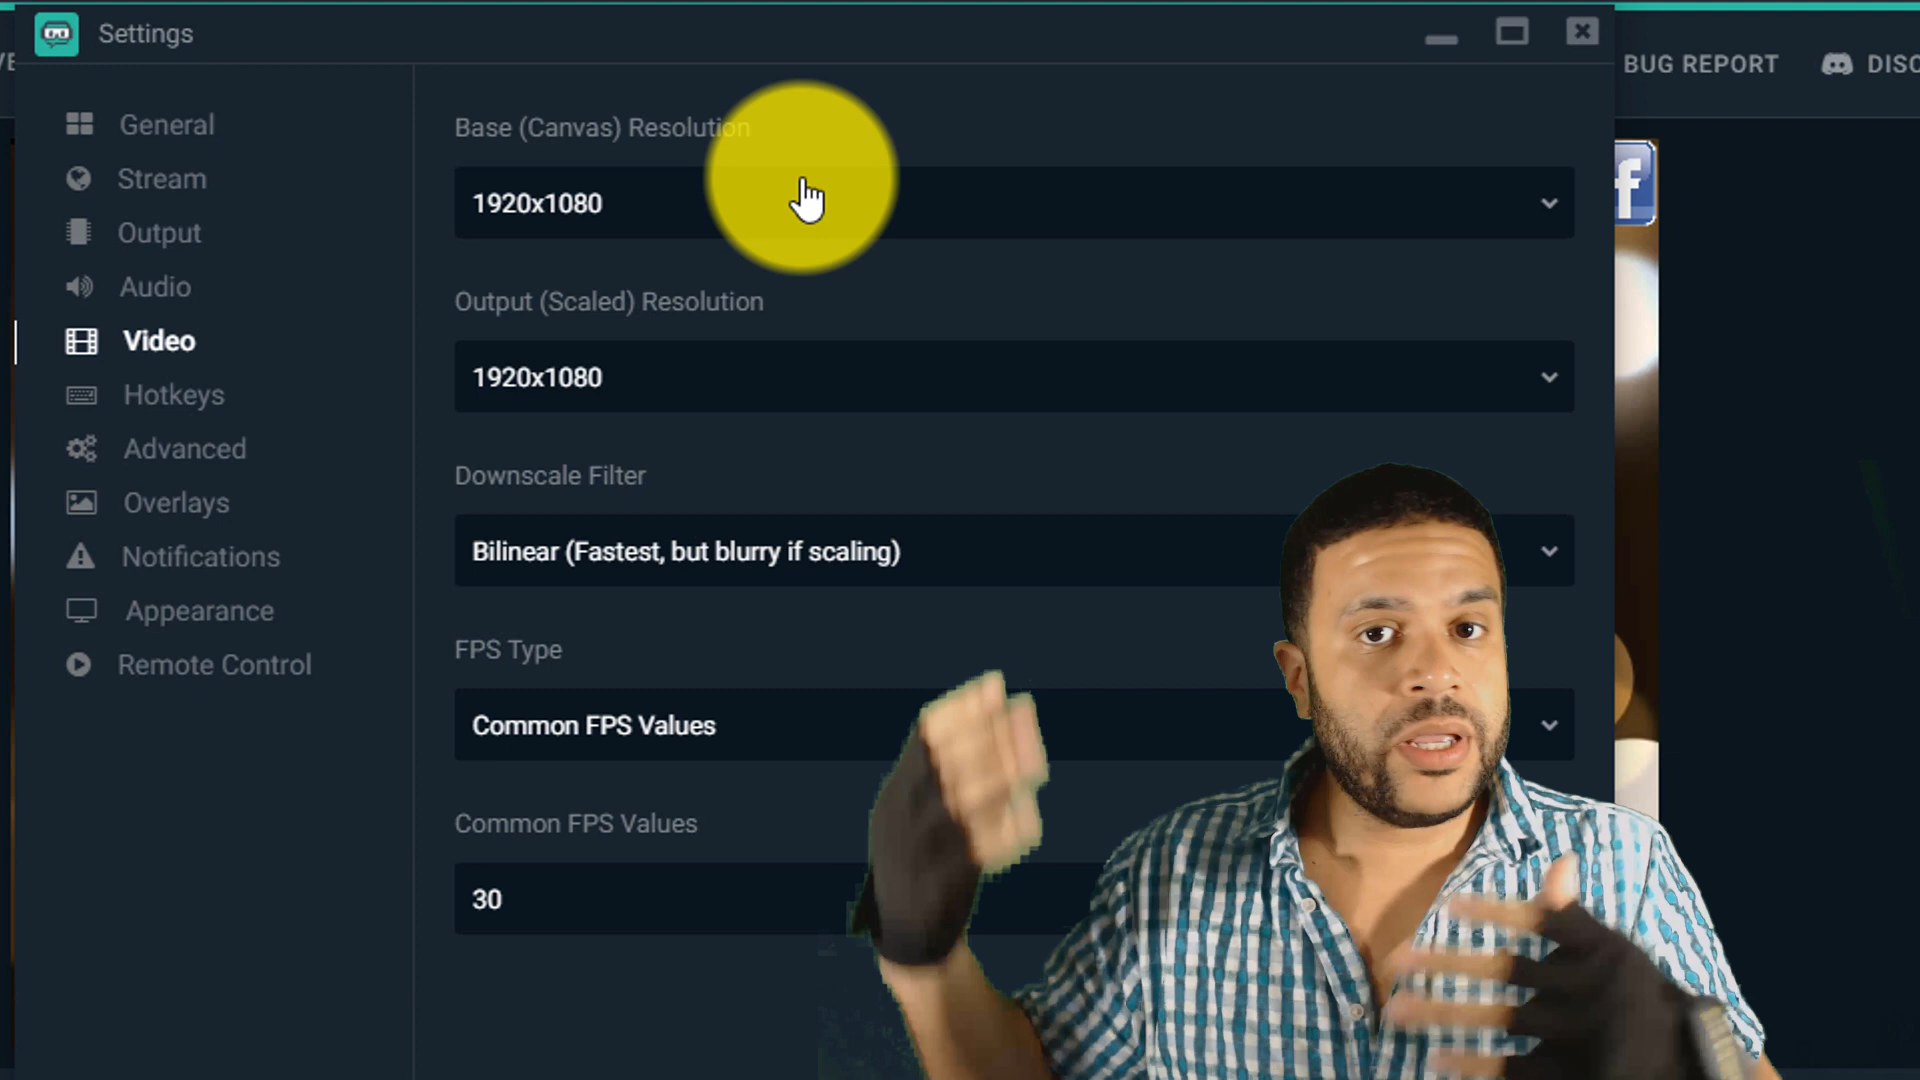 Settings
BUG REPORT
DISC
General
Stream
Output
Audio
Video
Hotkeys
Advanced
Overlays
Notifications
Appearance
Remote Control
Base (Canvas) Resolution
1920x1080
Output (Scaled) Resolution
1920x1080
Downscale Filter
Bilinear (Fastest, but blurry if scaling)
FPS Type
Common FPS Values
Common FPS Values
30